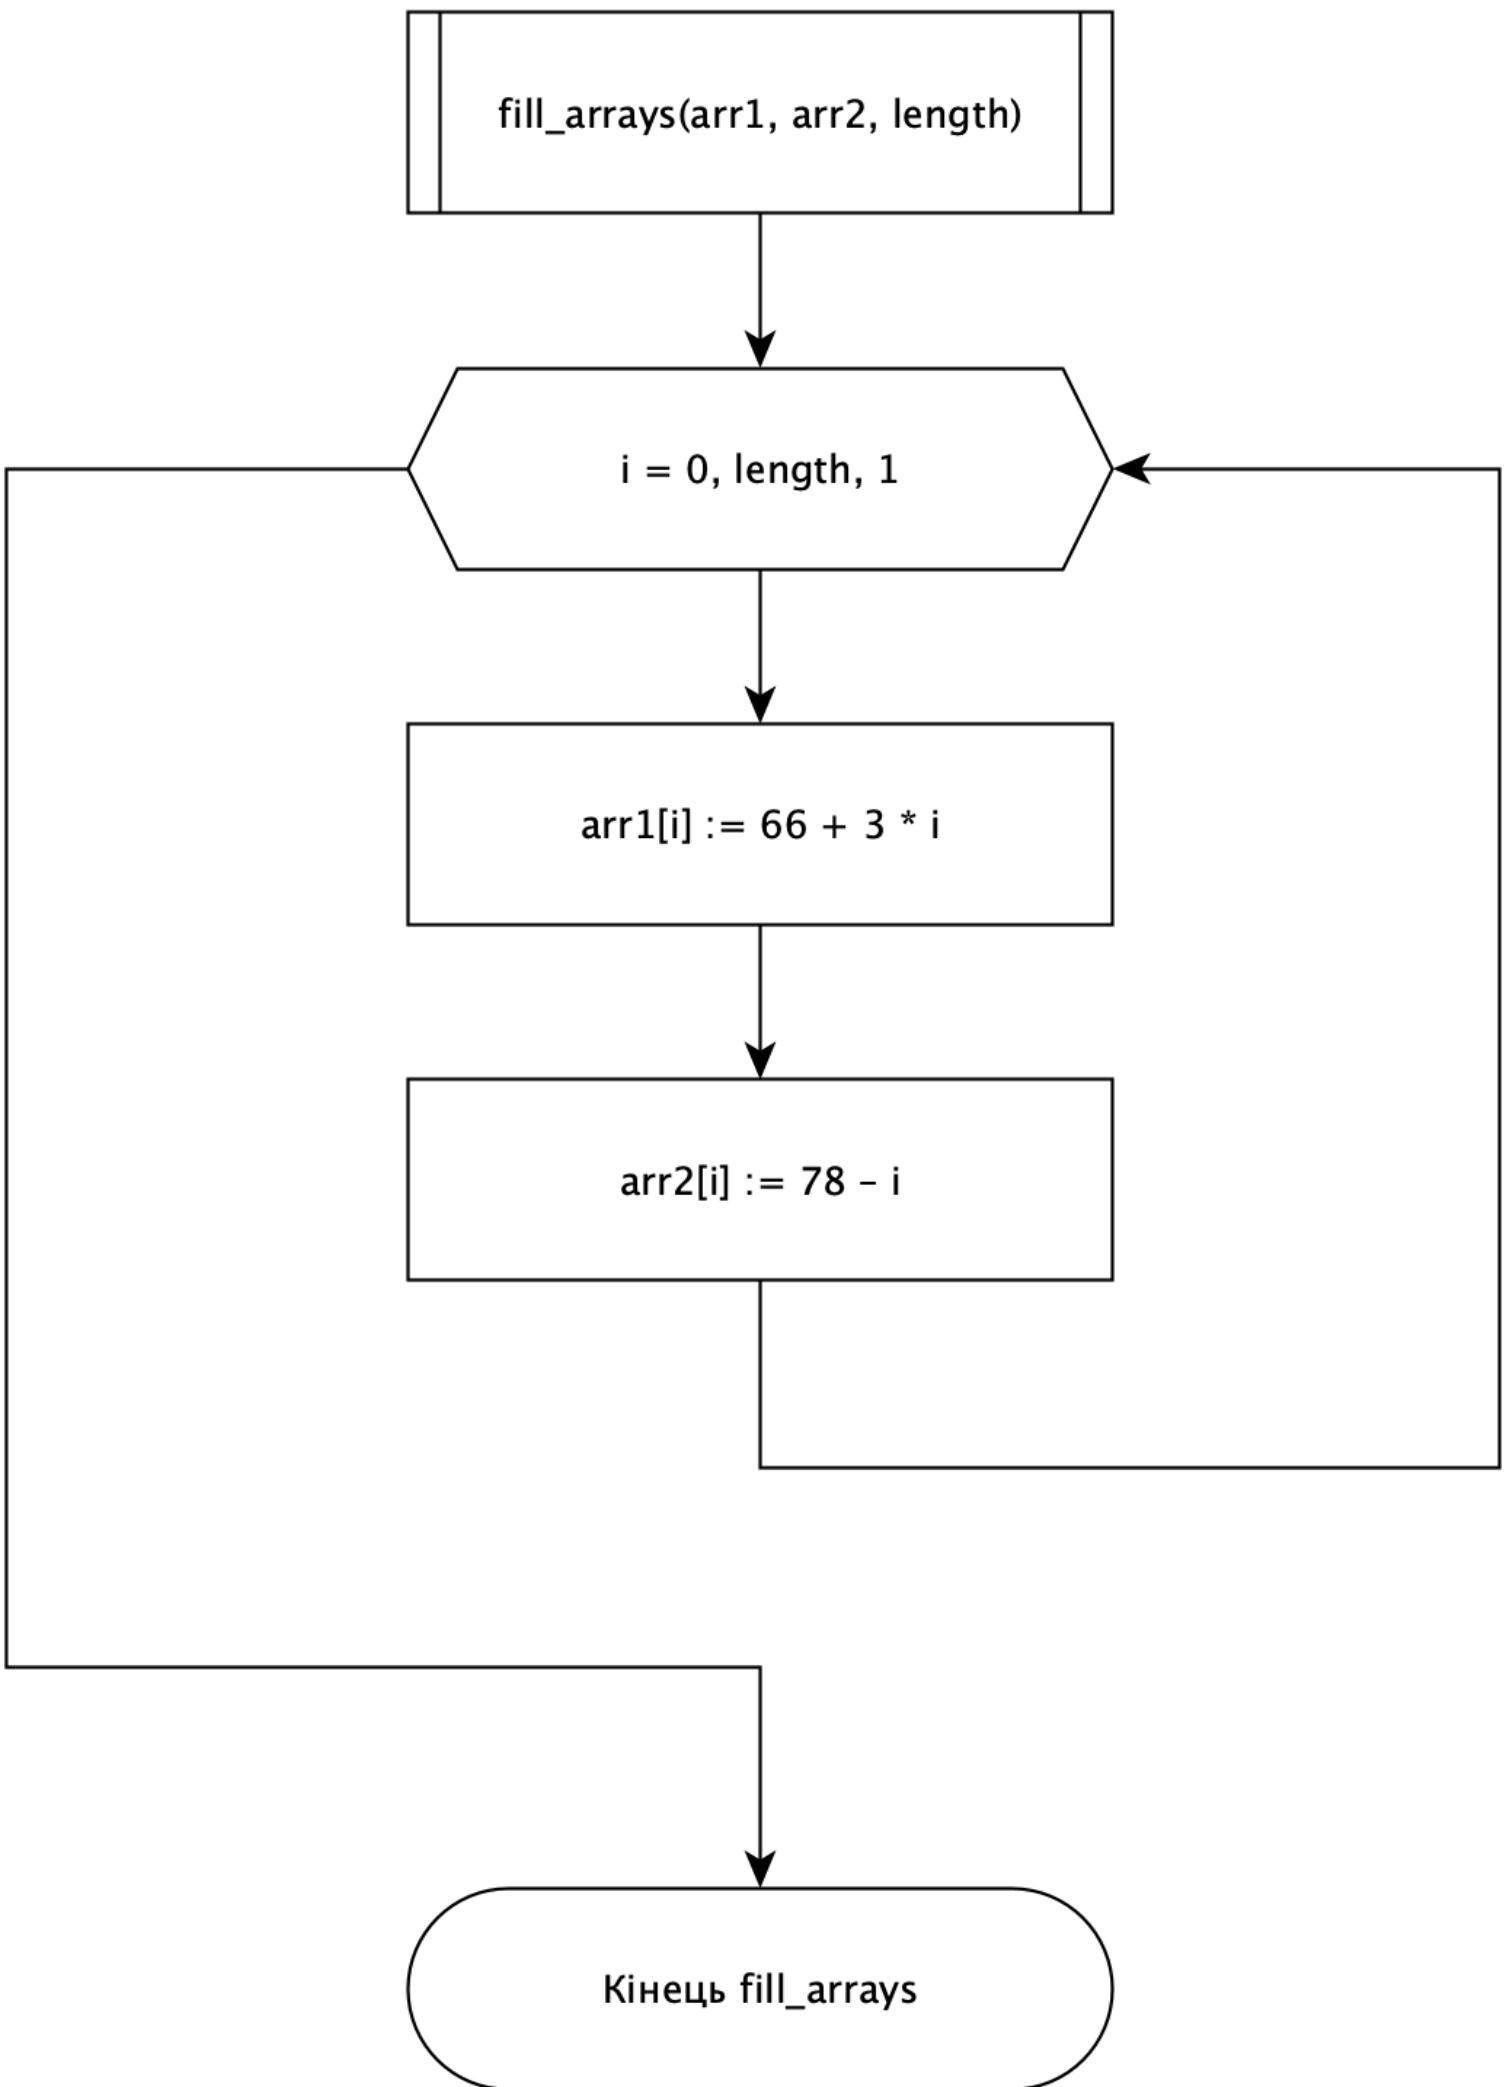 fill_arrays(arr1, arr2, length)
i = 0, length, 1
arr1[i] := 66 + 3 * i
arr2[i] := 78 – i
Кінець fill_arrays